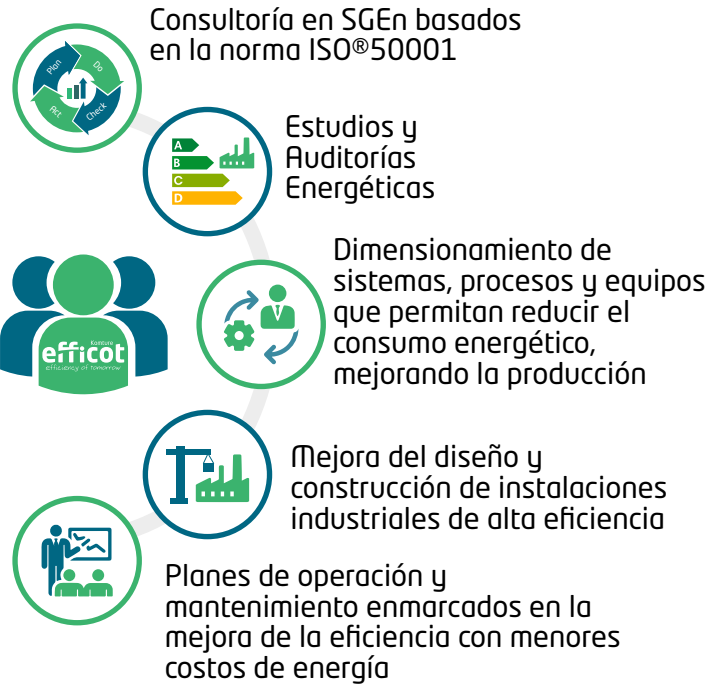 Consultoría en SGEn basados
en la norma ISO®50001
Plan
Do
Check
Act
A
B
C
D
Estudios y
Auditorías
Energéticas
Dimensionamiento de
sistemas, procesos y equipos
que permitan reducir el
consumo energético,
mejorando la producción
Komtura
efficot
efficiency of tomorrow
Mejora del diseño y
construcción de instalaciones
industriales de alta eficiencia
Planes de operación y
mantenimiento enmarcados en la
mejora de la eficiencia con menores
costos de energía